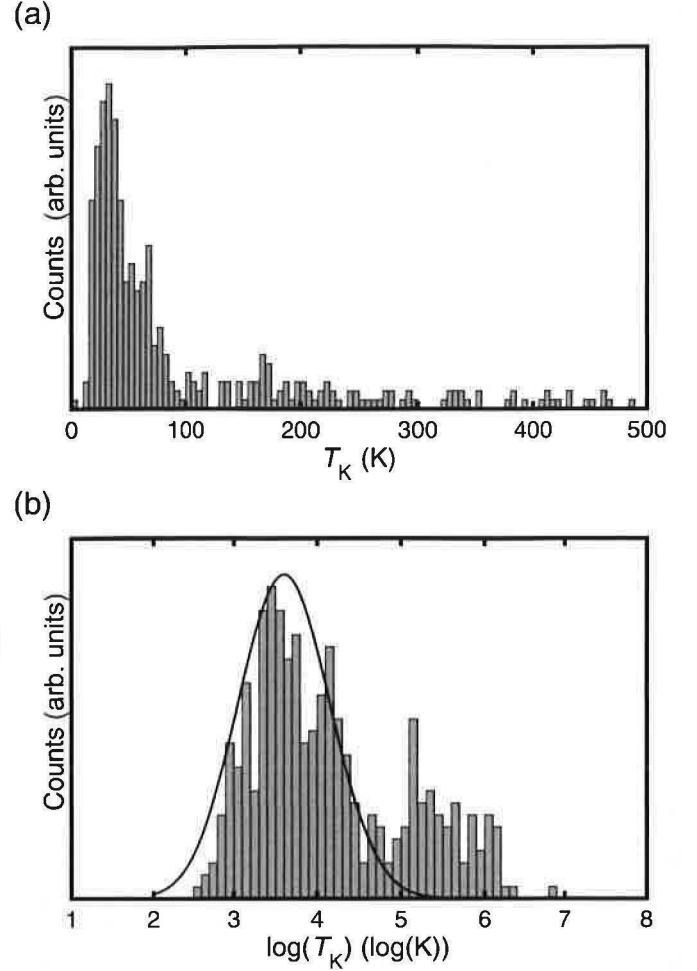 (a)
Counts (arb. units)
0 100 200 300 400 500
T_K (K)
(b)
Counts (arb. units)
1 2 3 4 5 6 7 8
log(T_K) (log(K))